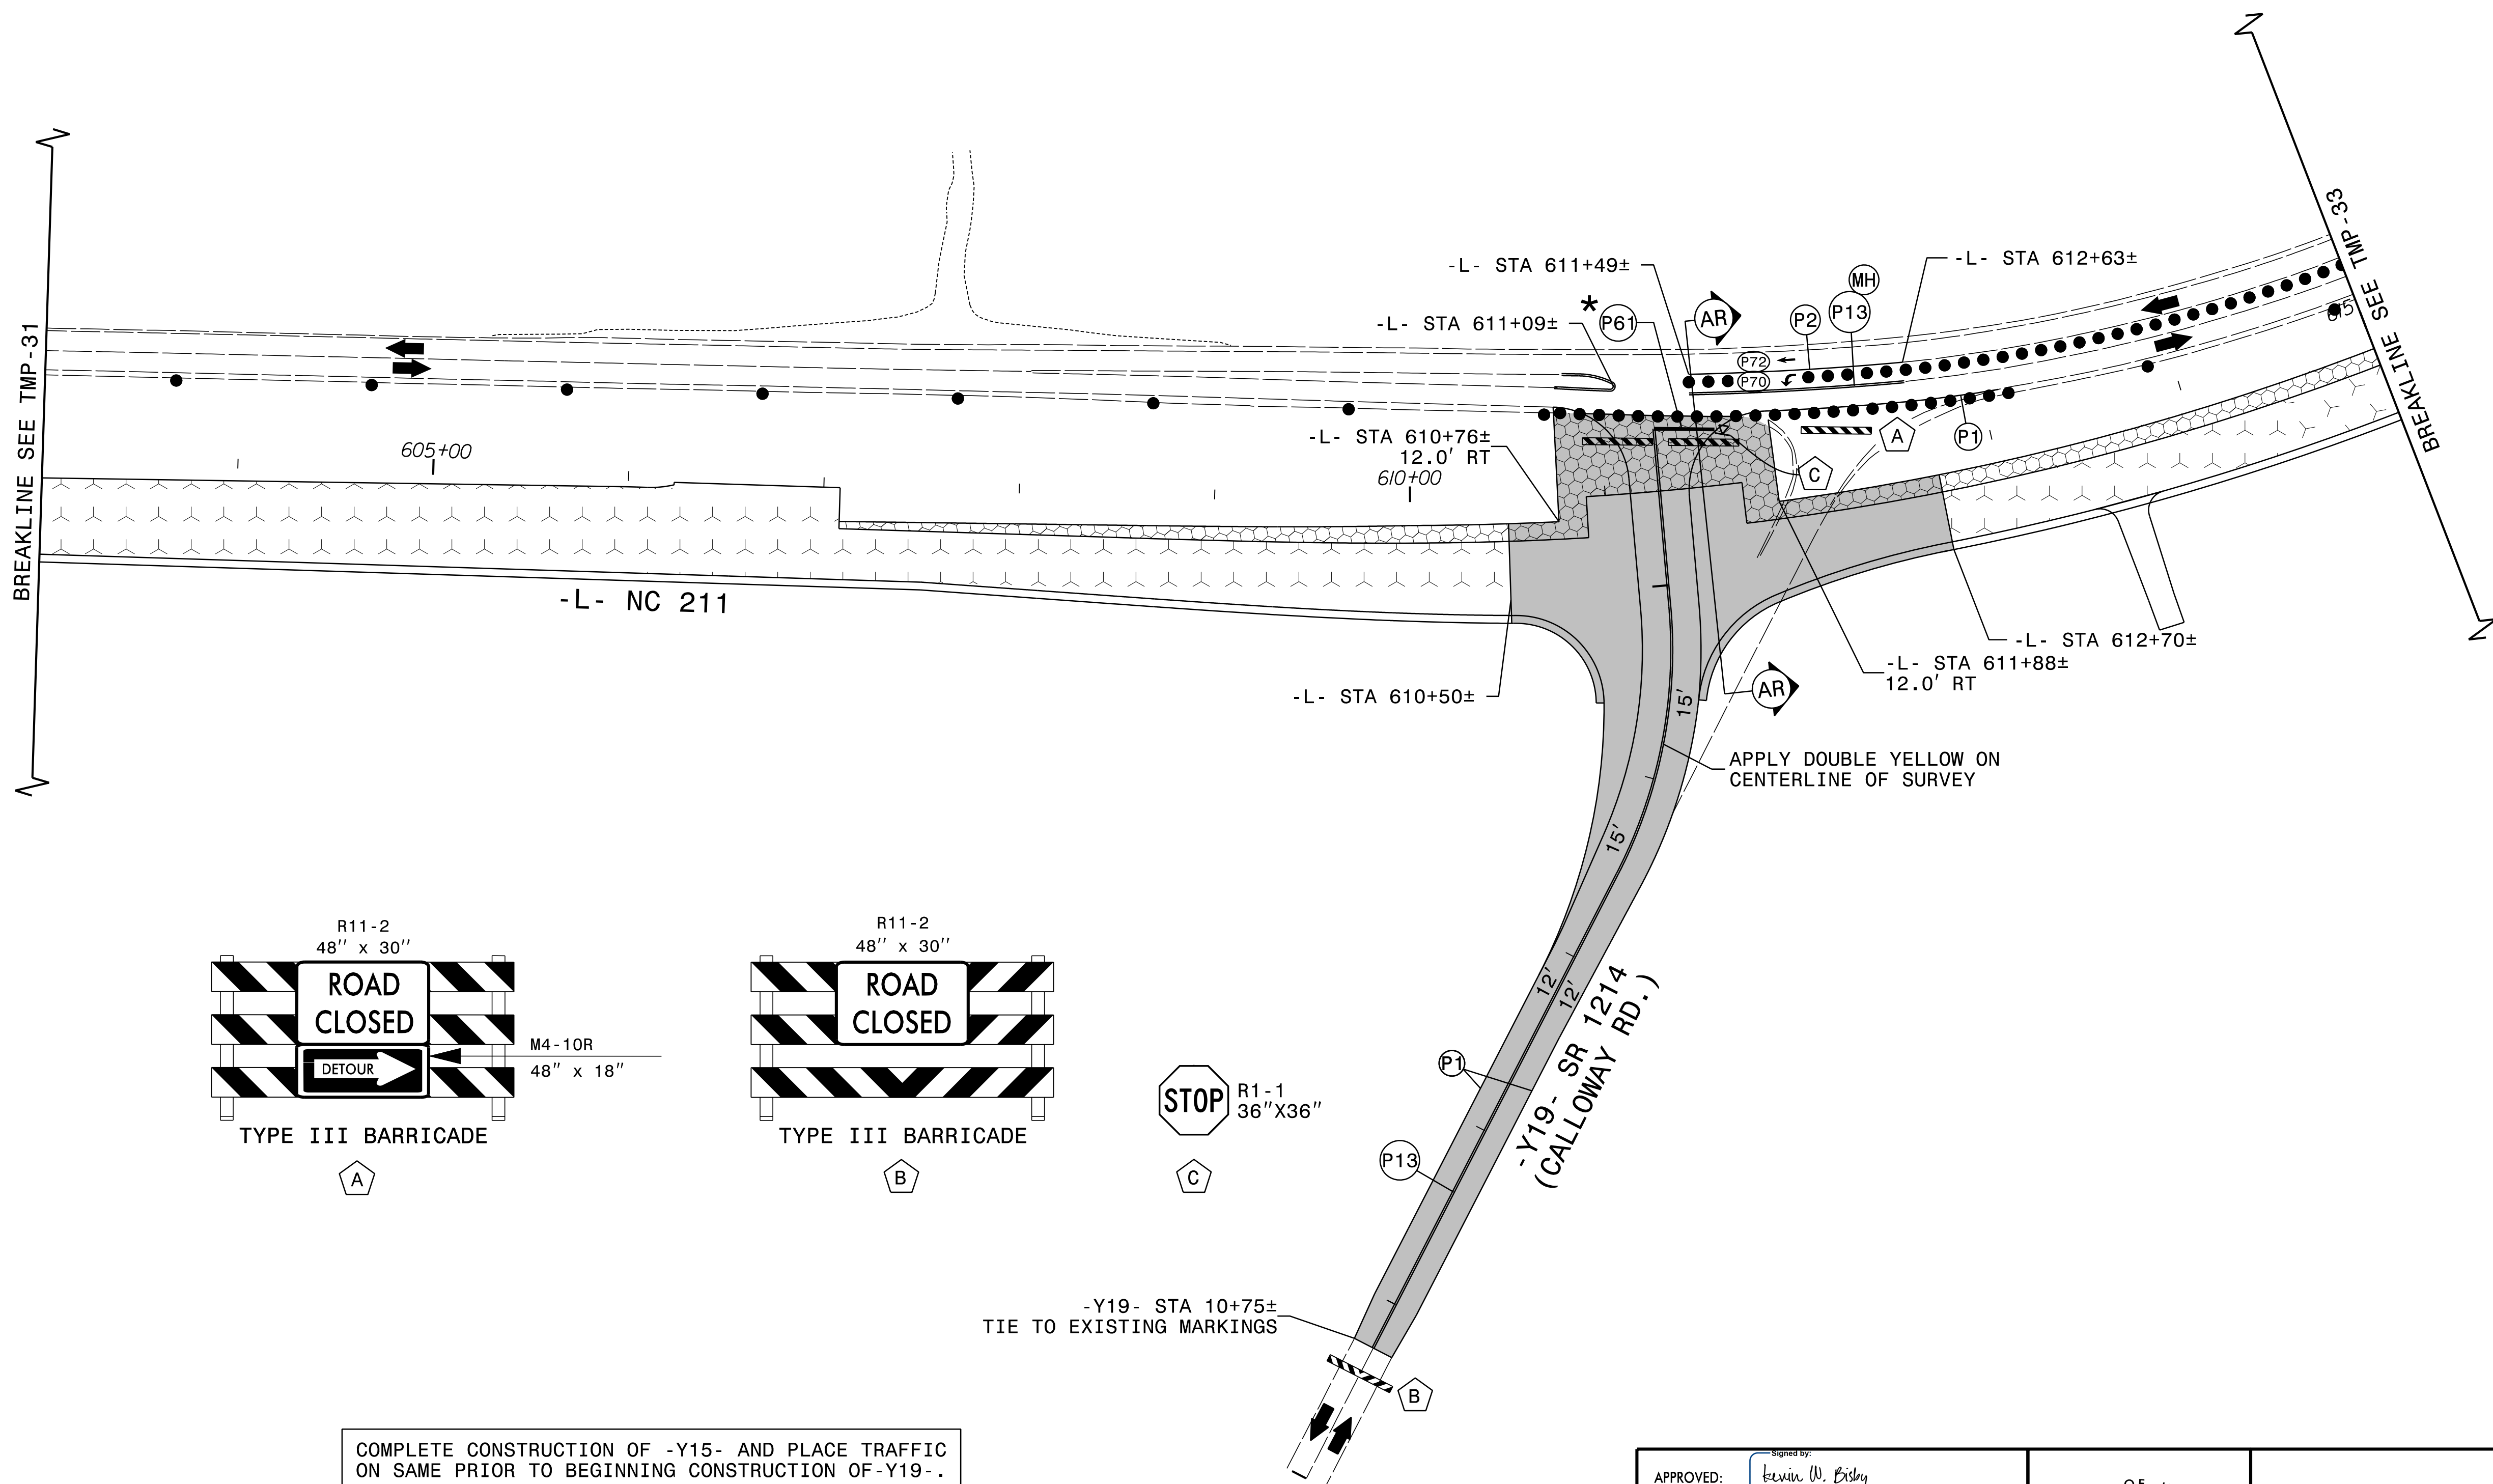 BREAKLINE SEE TMP-31
BREAKLINE SEE TMP-33
-L- STA 611+49±
-L- STA 612+63±
MH
P13
P2
AR
*
P61
-L- STA 611+09±
P72
P70
615
-L- STA 610+76±
12.0' RT
A
P1
C
605+00
610+00
-L- NC 211
-L- STA 612+70±
-L- STA 611+88±
12.0' RT
-L- STA 610+50±
AR
15'
APPLY DOUBLE YELLOW ON
CENTERLINE OF SURVEY
15'
R11-2
48" x 30"
ROAD
CLOSED
DETOUR
M4-10R
48" x 18"
TYPE III BARRICADE
A
R11-2
48" x 30"
ROAD
CLOSED
TYPE III BARRICADE
B
STOP
R1-1
36"X36"
C
12'
12'
-Y19- SR 1214
(CALLOWAY RD.)
P1
P13
-Y19- STA 10+75±
TIE TO EXISTING MARKINGS
B
COMPLETE CONSTRUCTION OF -Y15- AND PLACE TRAFFIC
ON SAME PRIOR TO BEGINNING CONSTRUCTION OF-Y19-.
Signed by:
APPROVED:
Kevin W. Bisby